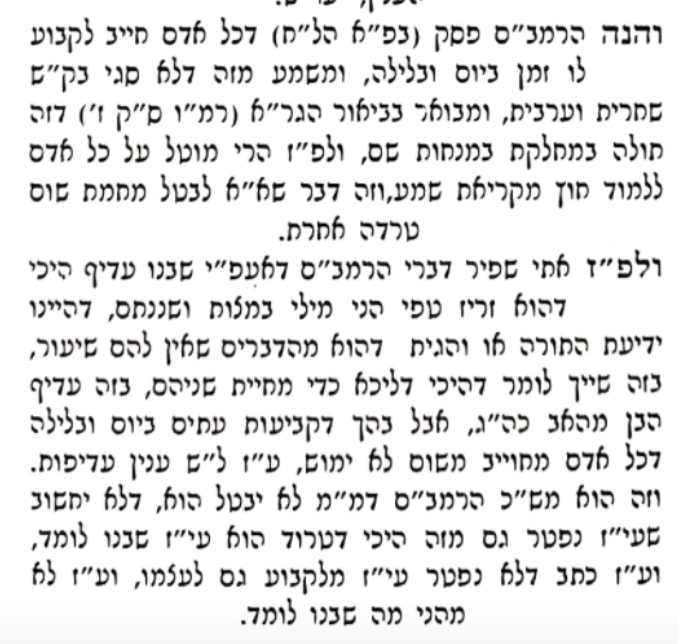 והנה הרמב"ם פסק (בפ"א הל"ח) דכל אדם חייב לקבוע
לו זמן ביום ובלילה, ומשמע מזה דלא סגי בק"ש
שחרית וערבית, ומבואר בביאור הגר"א (רמ"ו ס"ק ז') דזה
תולה במחלקת במנחות שם, ולפ"ז הרי מוטל על כל אדם
ללמוד חוץ מקריאת שמע,וזה דבר שא"א לבטל מחמת שום
טרדה אחרת.
ולפ"ז אתי שפיר דברי הרמב"ם דאעפ"י שבנו עדיף היכי
דהוא זריז טפי הני מילי במצות ושננתם, דהיינו
ידיעת התורה או והגית דהוא מהדברים שאין להם שיעור,
בזה שייך לומר דהיכי דליכא כדי מחיית שניהם, בזה עדיף
הבן מהאב כה"ג, אבל בהך דקביעות עתים ביום ובלילה
דכל אדם מחוייב משום לא ימוש, ע"ז ל"ש ענין עדיפות.
וזה הוא מש"כ הרמב"ם דמ"מ לא יבטל הוא, דלא יחשוב
שעי"ז נפטר גם מזה היכי דטרוד הוא עי"ז שבנו לומד,
וע"ז כתב דלא נפטר עי"ז מלקבוע גם לעצמו, וע"ז לא
מהני מה שבנו לומד.